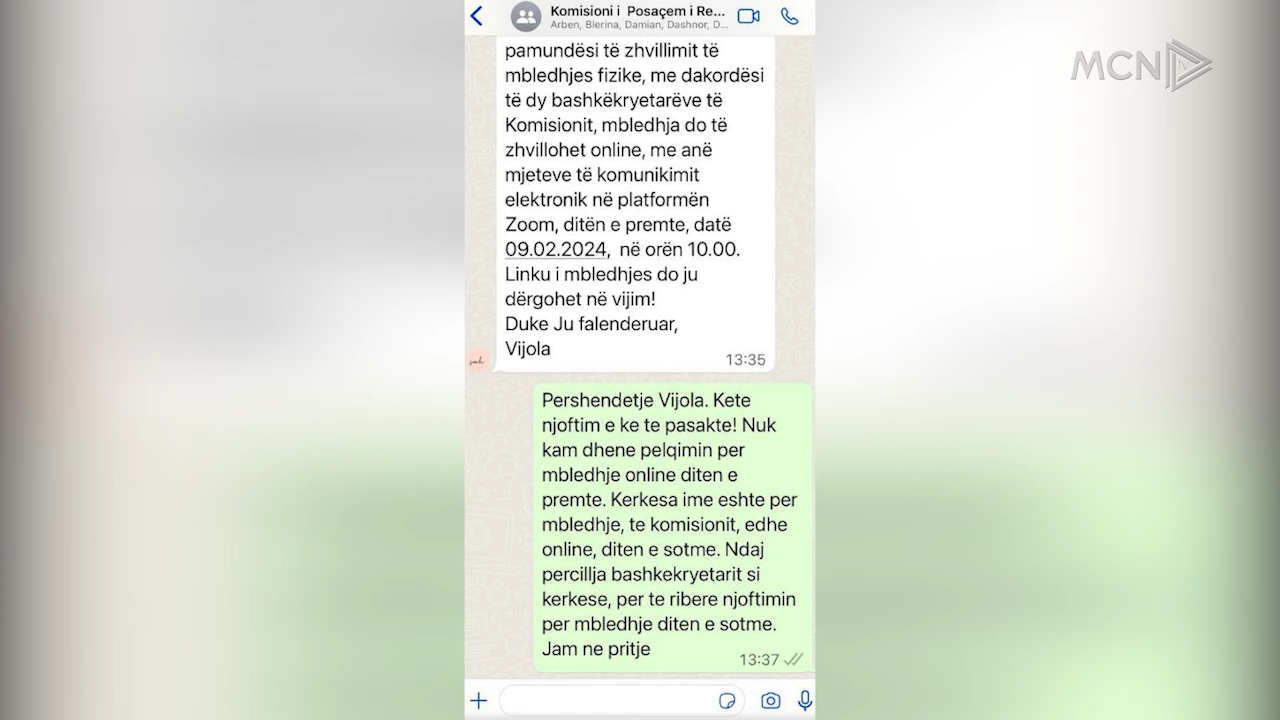 Komisioni i Posaçëm i Re...
Arben, Blerina, Damian, Dashnor, D...
MCN TV
pamundësi të zhvillimit të
mbledhjes fizike, me dakordësi
të dy bashkëkryetarëve të
Komisionit, mbledhja do të
zhvillohet online, me anë
mjeteve të komunikimit
elektronik në platformën
Zoom, ditën e premte, datë
09.02.2024,  në orën 10.00.
Linku i mbledhjes do ju
dërgohet në vijim!
Duke Ju falenderuar,
Vijola
13:35
Pershendetje Vijola. Kete
njoftim e ke te pasakte! Nuk
kam dhene pelqimin per
mbledhje online diten e
premte. Kerkesa ime eshte per
mbledhje, te komisionit, edhe
online, diten e sotme. Ndaj
percillja bashkekryetarit si
kerkese, per te ribere njoftimin
per mbledhje diten e sotme.
Jam ne pritje
13:37